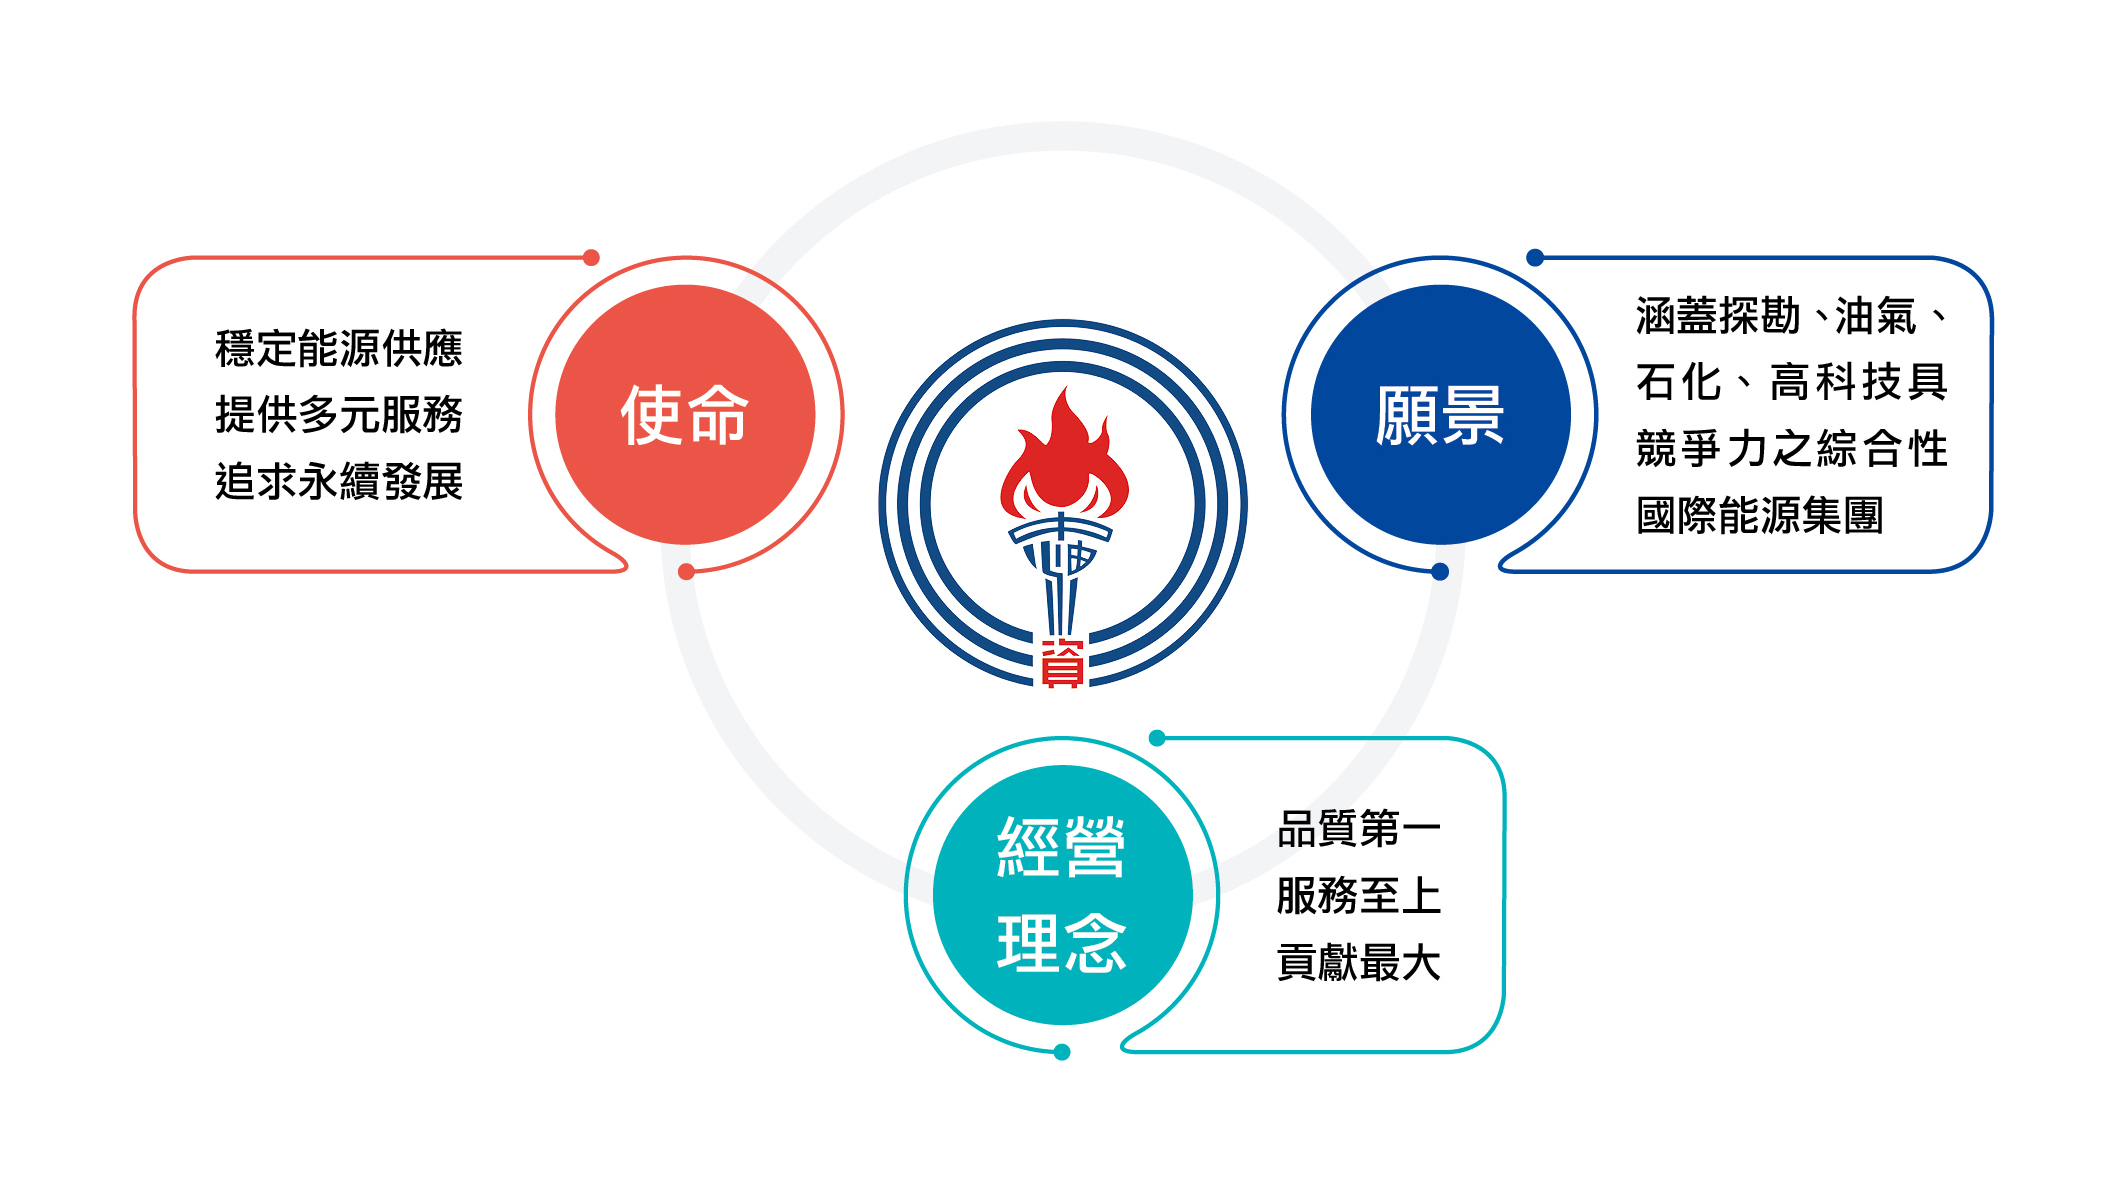 使命
穩定能源供應
提供多元服務
追求永續發展
願景
涵蓋探勘、油氣、
石化、高科技具
競爭力之綜合性
國際能源集團
經營
理念
品質第一
服務至上
貢獻最大